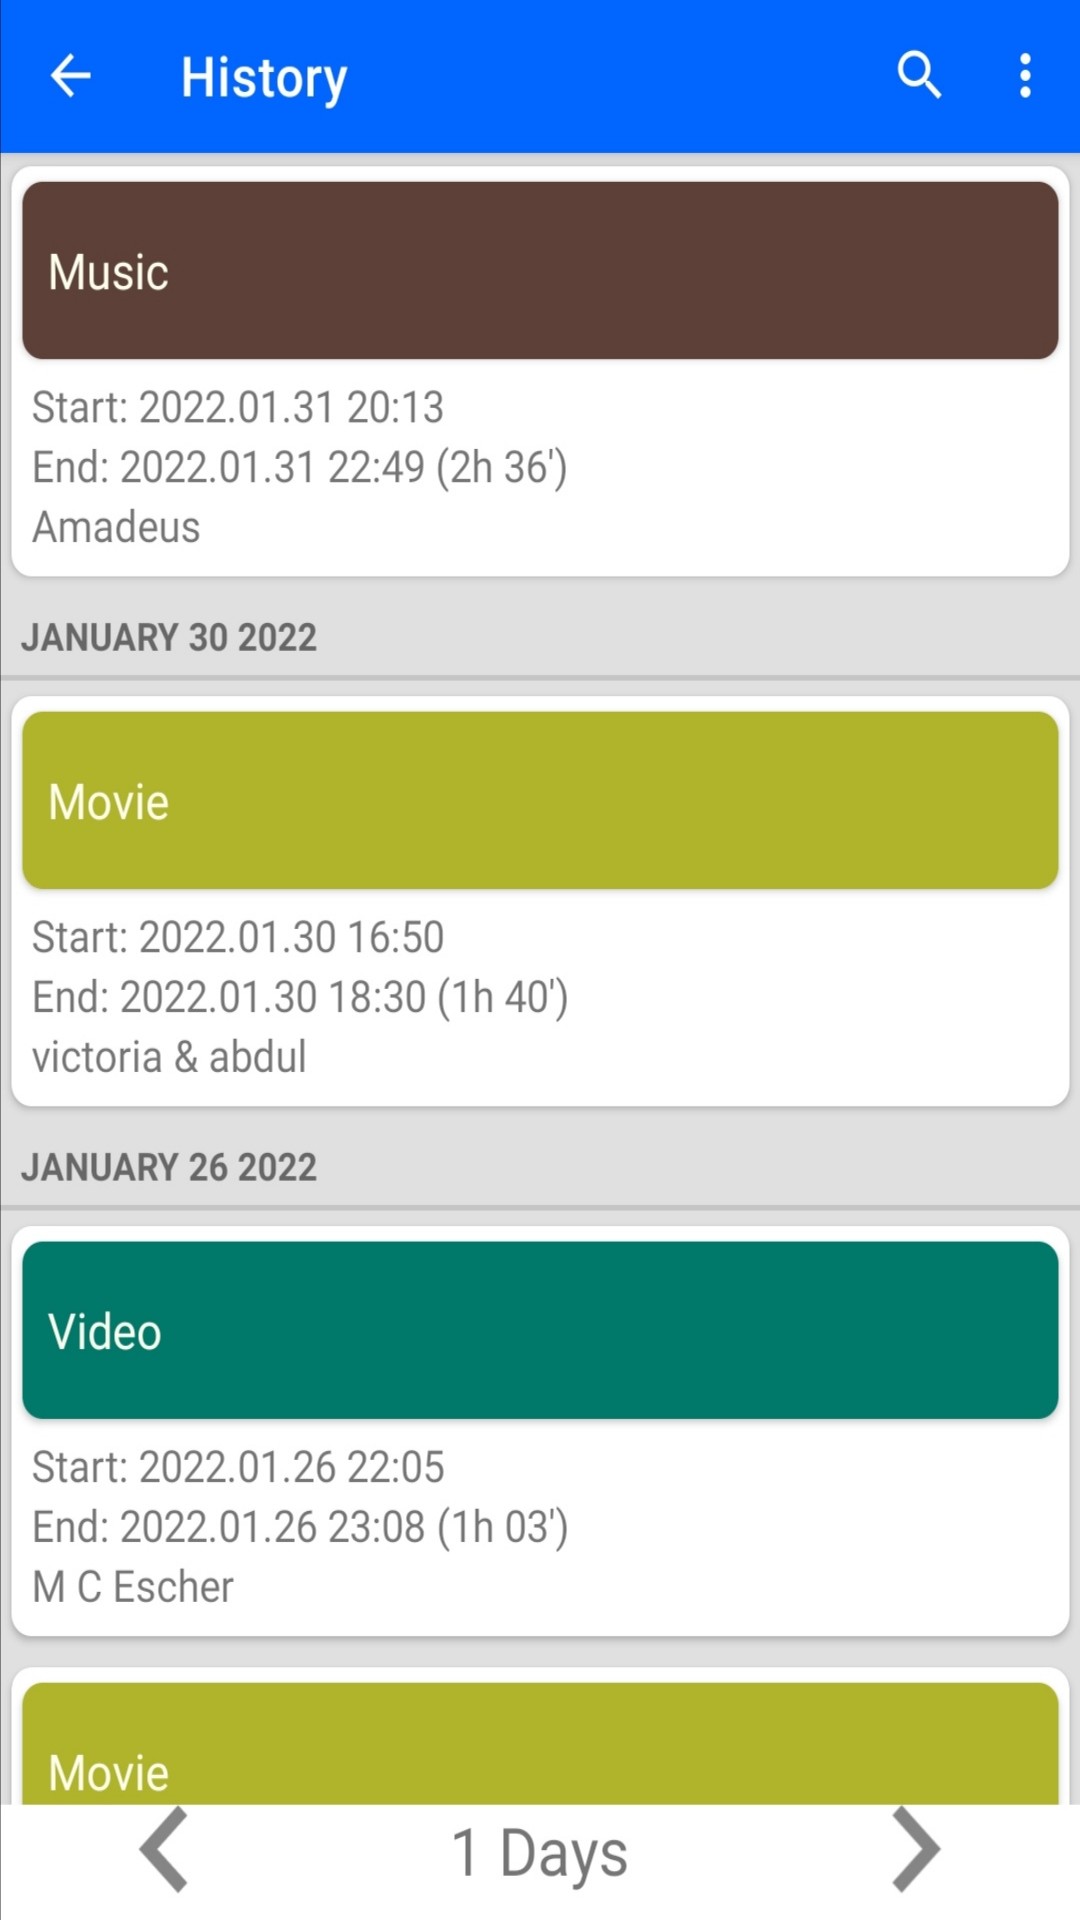 History
Music
Start: 2022.01.31 20:13
End: 2022.01.31 22:49 (2h 36')
Amadeus
JANUARY 30 2022
Movie
Start: 2022.01.30 16:50
End: 2022.01.30 18:30 (1h 40')
victoria & abdul
JANUARY 26 2022
Video
Start: 2022.01.26 22:05
End: 2022.01.26 23:08 (1h 03')
M C Escher
Movie
1 Days